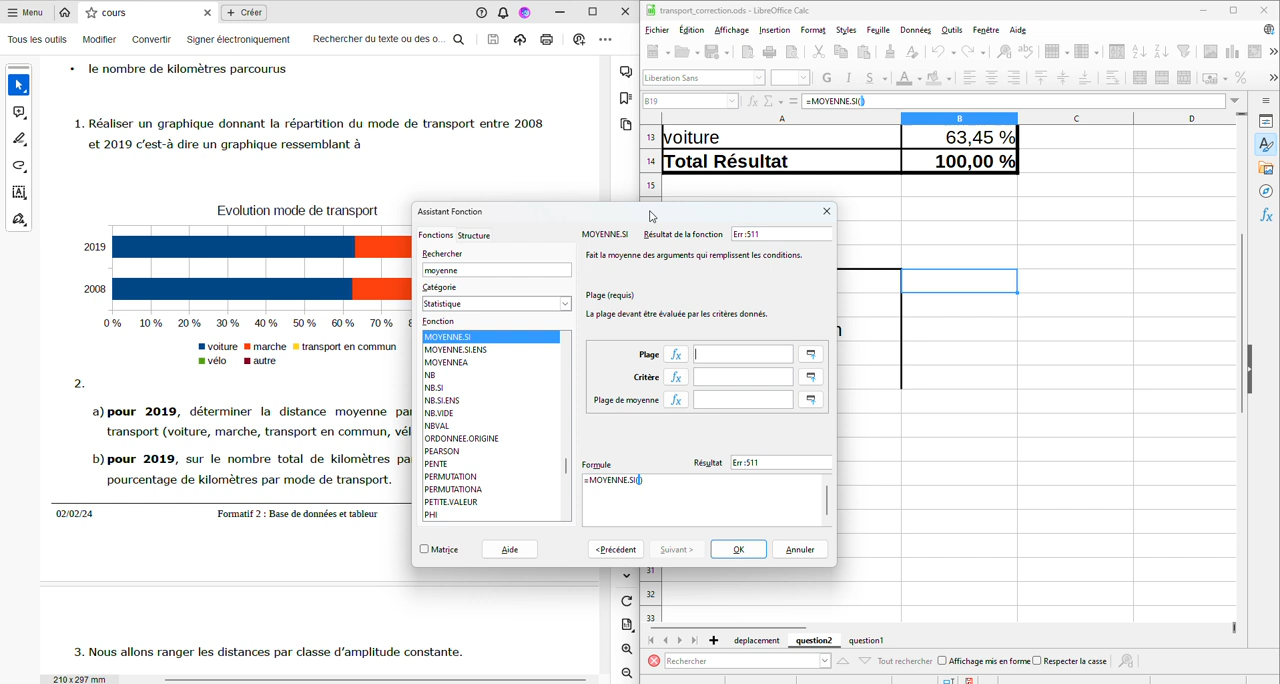 Menu
cours
+ Créer
Tous les outils Modifier Convertir Signer électroniquement Rechercher du texte ou des o...
• le nombre de kilomètres parcourus
1. Réaliser un graphique donnant la répartition du mode de transport entre 2008
et 2019 c’est-à dire un graphique ressemblant à
Evolution mode de transport
2019
2008
0 % 10 % 20 % 30 % 40 % 50 % 60 % 70 %
voiture marche transport en commun
vélo autre
2.
a) pour 2019, déterminer la distance moyenne
transport (voiture, marche, transport en commun,
b) pour 2019, sur le nombre total de kilomètres
pourcentage de kilomètres par mode de transport.
02/02/24 Formatif 2 : Base de données et tableur
3. Nous allons ranger les distances par classe d’amplitude constante.
210 x 297 mm
transport_correction.ods - LibreOffice Calc
Fichier Édition Affichage Insertion Format Styles Feuille Données Outils Fenêtre Aide
Liberation Sans
G I S
B19 fx Σ = =MOYENNE.SI()
A B C D
13 voiture 63,45 %
14 Total Résultat 100,00 %
15
31
32
33
deplacement question2 question1
Rechercher Tout rechercher Affichage mis en forme Respecter la casse
Assistant Fonction
Fonctions Structure
Rechercher
moyenne
Catégorie
Statistique
Fonction
MOYENNE.SI
MOYENNE.SI.ENS
MOYENNEA
NB
NB.SI
NB.SI.ENS
NB.VIDE
NBVAL
ORDONNEE.ORIGINE
PEARSON
PENTE
PERMUTATION
PERMUTATIONA
PETITE.VALEUR
PHI
MOYENNE.SI Résultat de la fonction Err :511
Fait la moyenne des arguments qui remplissent les conditions.
Plage (requis)
La plage devant être évaluée par les critères donnés.
Plage fx
Critère fx
Plage de moyenne fx
Formule Résultat Err :511
=MOYENNE.SI()
Matrice Aide <Précédent Suivant > OK Annuler